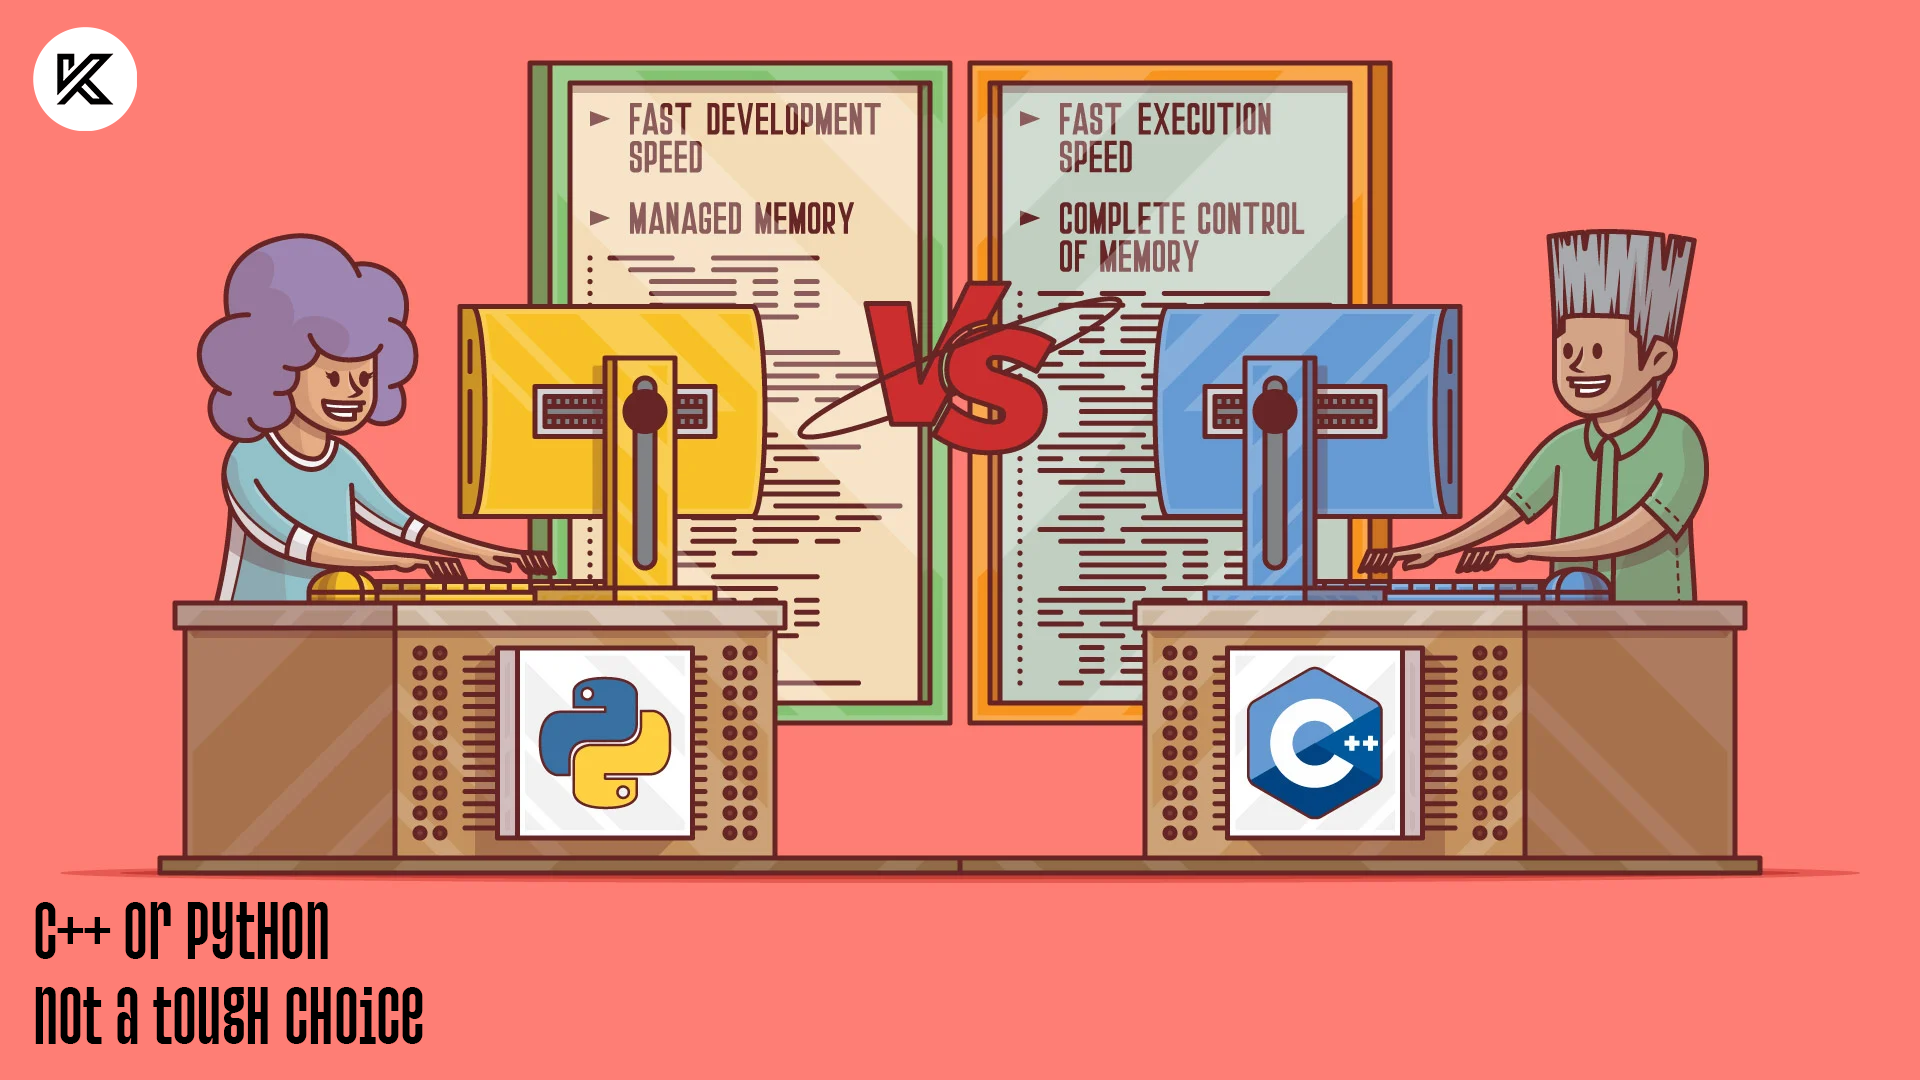 K
► FAST DEVELOPMENT
SPEED
► MANAGED MEMORY
► FAST EXECUTION
SPEED
► COMPLETE CONTROL
OF MEMORY
VS
C++
C++ or python
not a tough choice